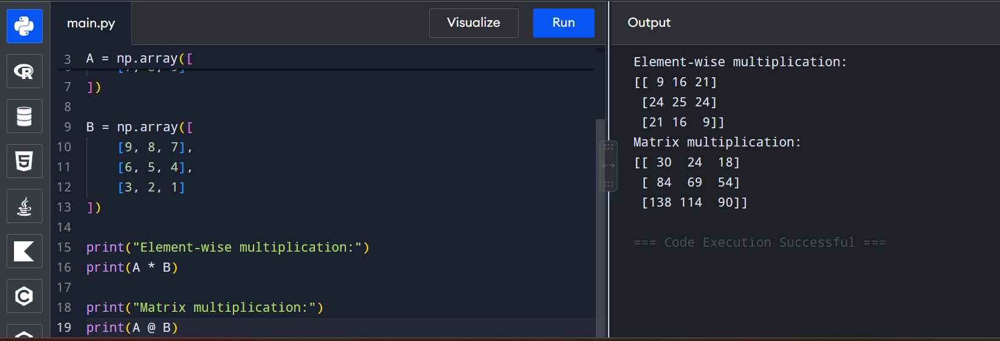 main.py
Visualize
Run
Output
3 A = np.array([
7 ])
8
9 B = np.array([
10     [9, 8, 7],
11     [6, 5, 4],
12     [3, 2, 1]
13 ])
14
15 print("Element-wise multiplication:")
16 print(A * B)
17
18 print("Matrix multiplication:")
19 print(A @ B)
Element-wise multiplication:
[[ 9 16 21]
 [24 25 24]
 [21 16  9]]
Matrix multiplication:
[[ 30  24  18]
 [ 84  69  54]
 [138 114  90]]
=== Code Execution Successful ===